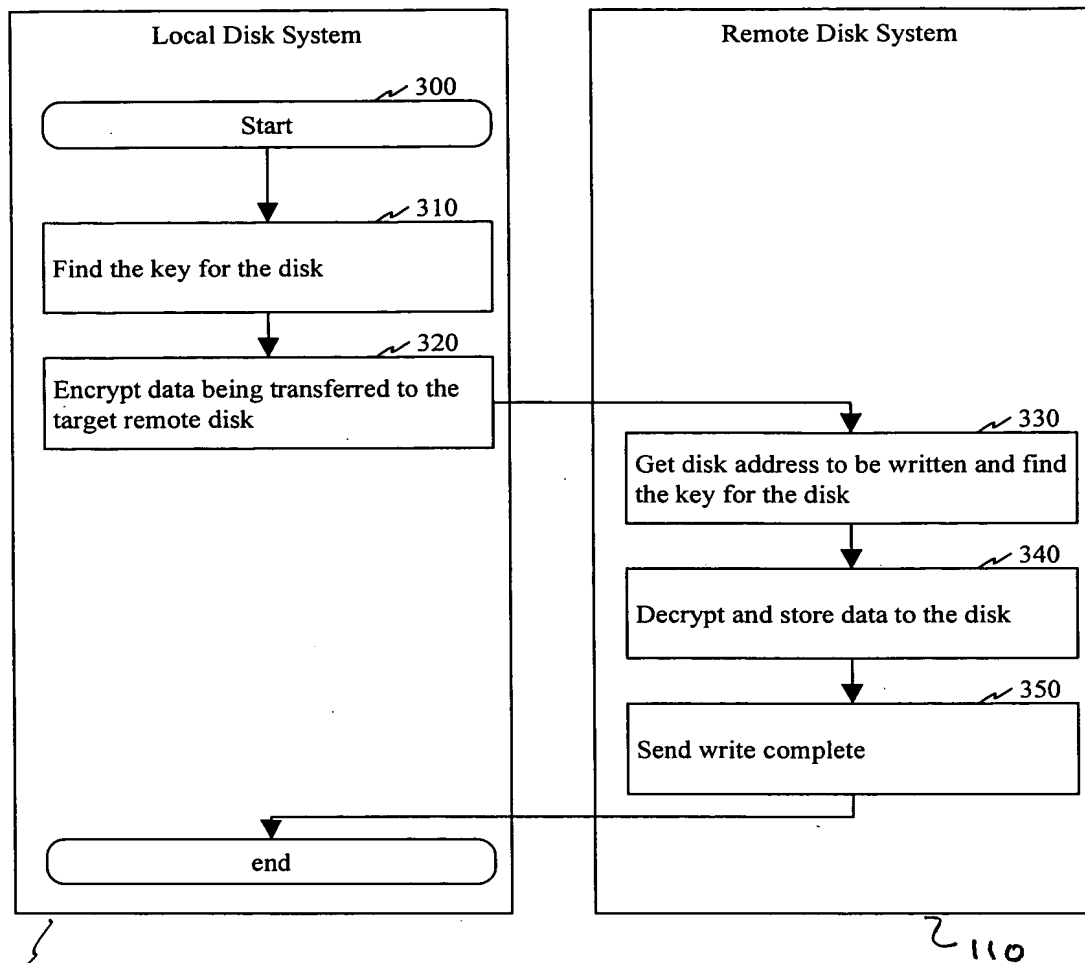 Local Disk System
300
Start
310
Find the key for the disk
320
Encrypt data being transferred to the
target remote disk
Remote Disk System
330
Get disk address to be written and find
the key for the disk
340
Decrypt and store data to the disk
350
Send write complete
end
110